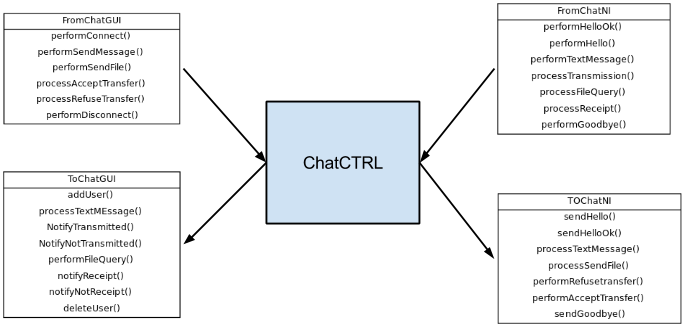 FromChatGUI
performConnect()
performSendMessage()
performSendFile()
processAcceptTransfer()
processRefuseTransfer()
performDisconnect()
FromChatNI
performHelloOk()
performHello()
performTextMessage()
processTransmission()
processFileQuery()
processReceipt()
performGoodbye()
ChatCTRL
ToChatGUI
addUser()
processTextMEssage()
NotifyTransmitted()
NotifyNotTransmitted()
performFileQuery()
notifyReceipt()
notifyNotReceipt()
deleteUser()
TOChatNI
sendHello()
sendHelloOk()
processTextMessage()
processSendFile()
performRefusetransfer()
performAcceptTransfer()
sendGoodbye()